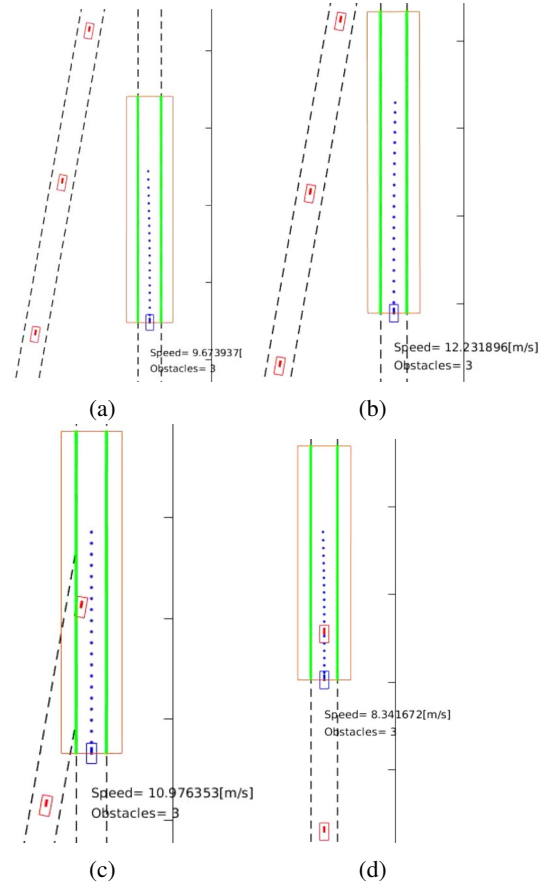 Speed= 9.673937[
Obstacles= 3
Speed= 12.231896[m/s]
Obstacles= 3
(a)
(b)
Speed= 10.976353[m/s]
Obstacles= 3
Speed= 8.341672[m/s]
Obstacles= 3
(c)
(d)